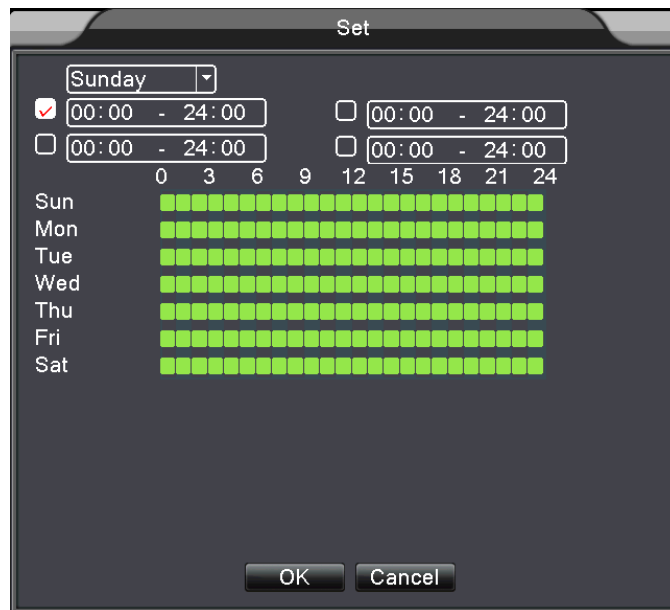 Set
Sunday
00:00 - 24:00 00:00 - 24:00
00:00 - 24:00 00:00 - 24:00
0 3 6 9 12 15 18 21 24
Sun
Mon
Tue
Wed
Thu
Fri
Sat
OK Cancel